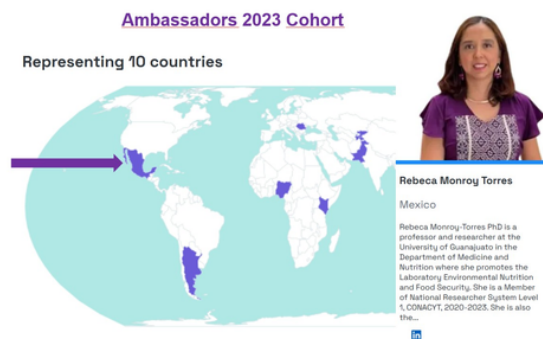 Ambassadors 2023 Cohort
Representing 10 countries
Rebeca Monroy Torres
Mexico
Rebeca Monroy-Torres PhD is a
professor and researcher at the
University of Guanajuato in the
Department of Medicine and
Nutrition where she promotes the
Laboratory Environmental Nutrition
and Food Security. She is a Member
of National Researcher System Level
1, CONACYT, 2020-2023. She is also
the...
in